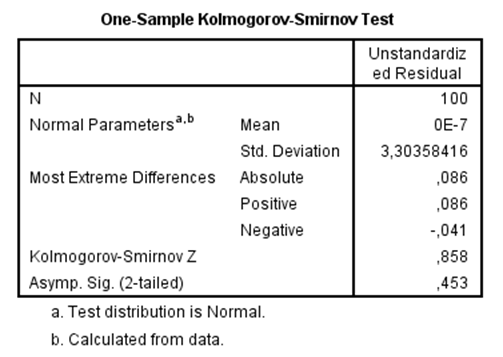 One-Sample Kolmogorov-Smirnov Test
Unstandardiz
ed Residual
N 100
Normal Parametersa,b Mean 0E-7
Std. Deviation 3,30358416
Most Extreme Differences Absolute ,086
Positive ,086
Negative -,041
Kolmogorov-Smirnov Z ,858
Asymp. Sig. (2-tailed) ,453
a. Test distribution is Normal.
b. Calculated from data.